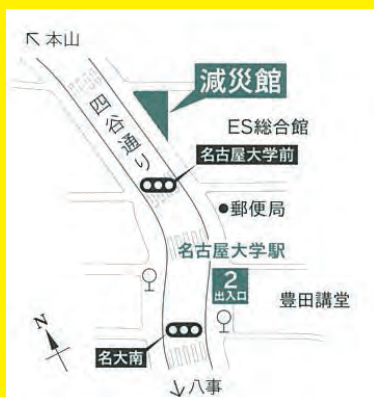 本山
減災館
四谷通り
ES総合館
名古屋大学前
郵便局
名古屋大学駅
2
出入口
豊田講堂
N
名大南
八事